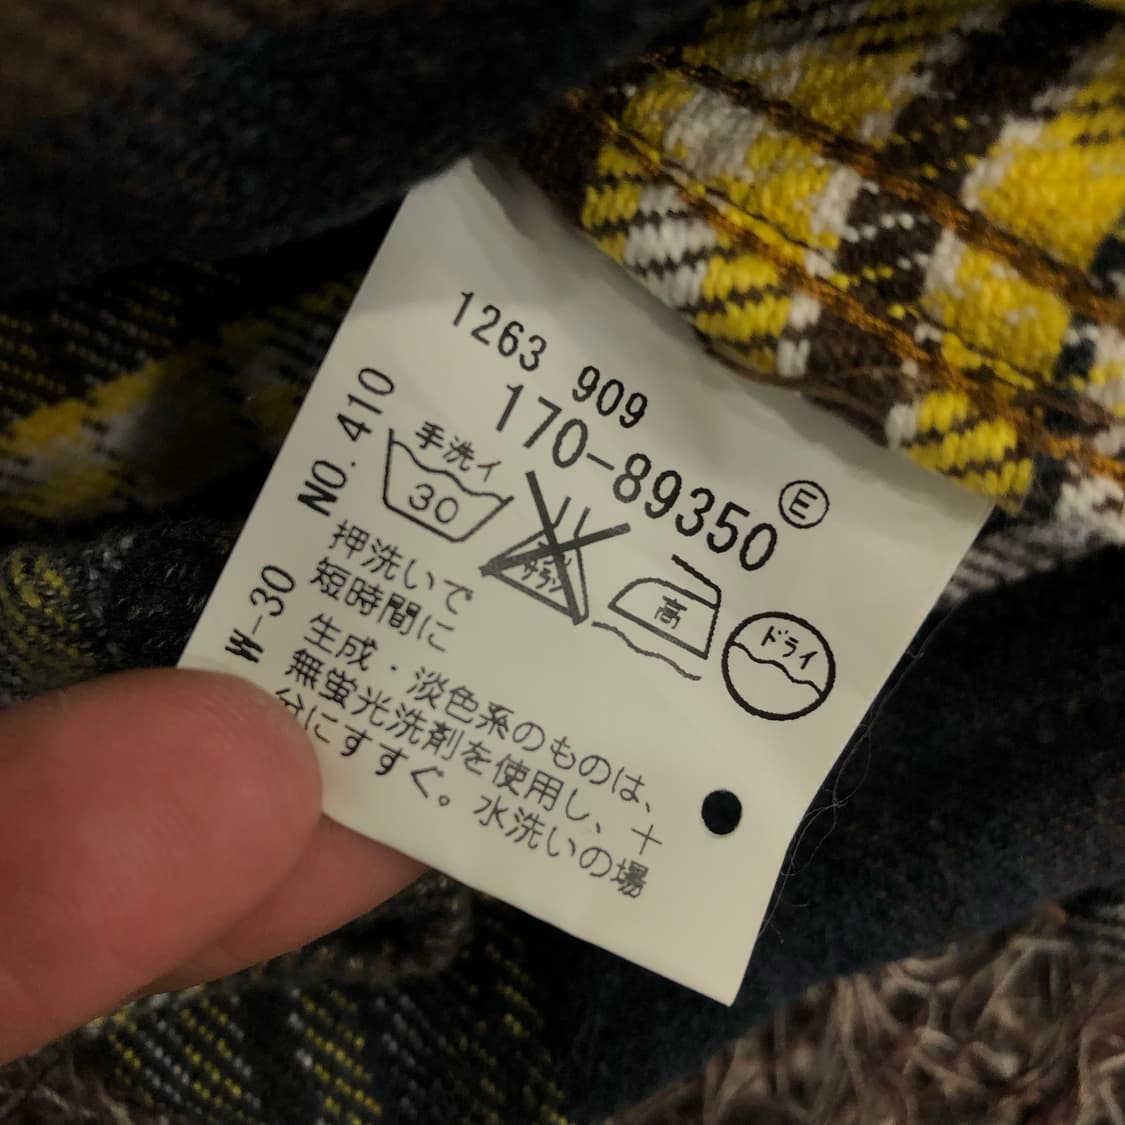 1263 909
170-89350 Ⓔ
NO. 410
手洗イ
30
サラシ
高
ドライ
W-30
押洗いで
短時間に
生成・淡色系のものは、
無蛍光洗剤を使用し、十
分にすすぐ。水洗いの場